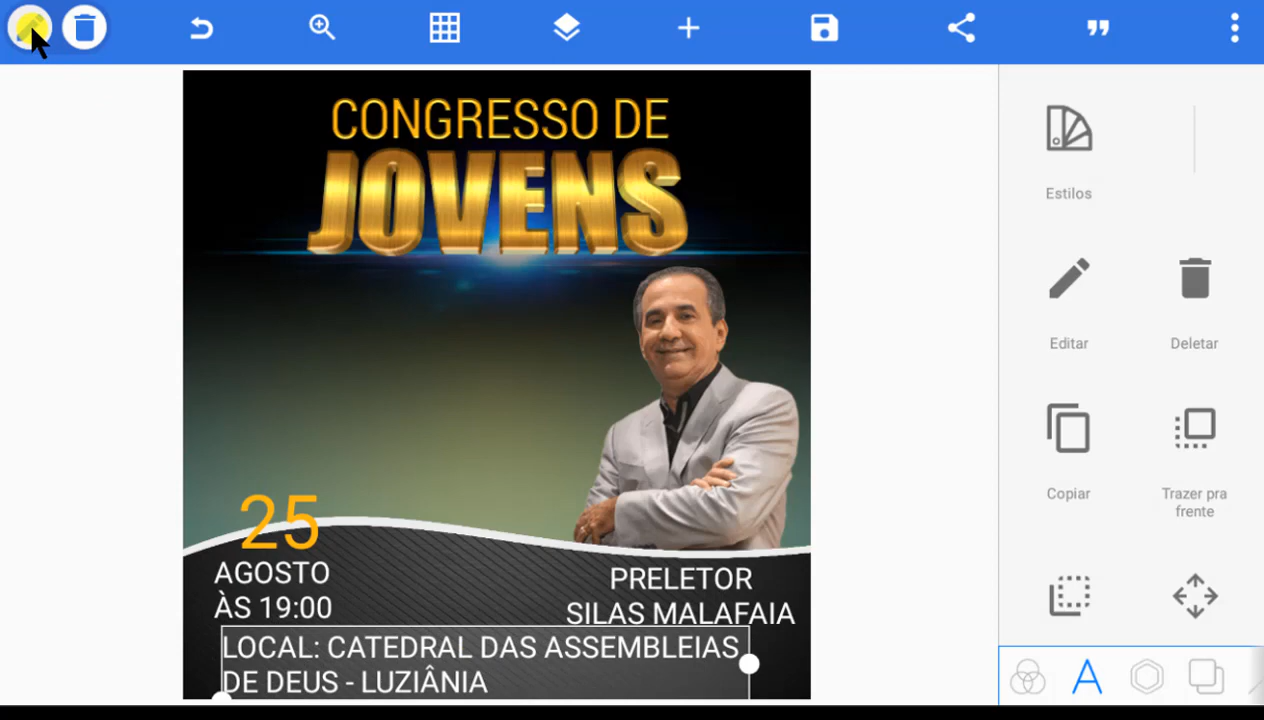 CONGRESSO DE
JOVENS
Estilos
Editar
Deletar
Copiar
Trazer pra
frente
25
AGOSTO
ÀS 19:00
PRELETOR
SILAS MALAFAIA
LOCAL: CATEDRAL DAS ASSEMBLEIAS
DE DEUS - LUZIÂNIA
A